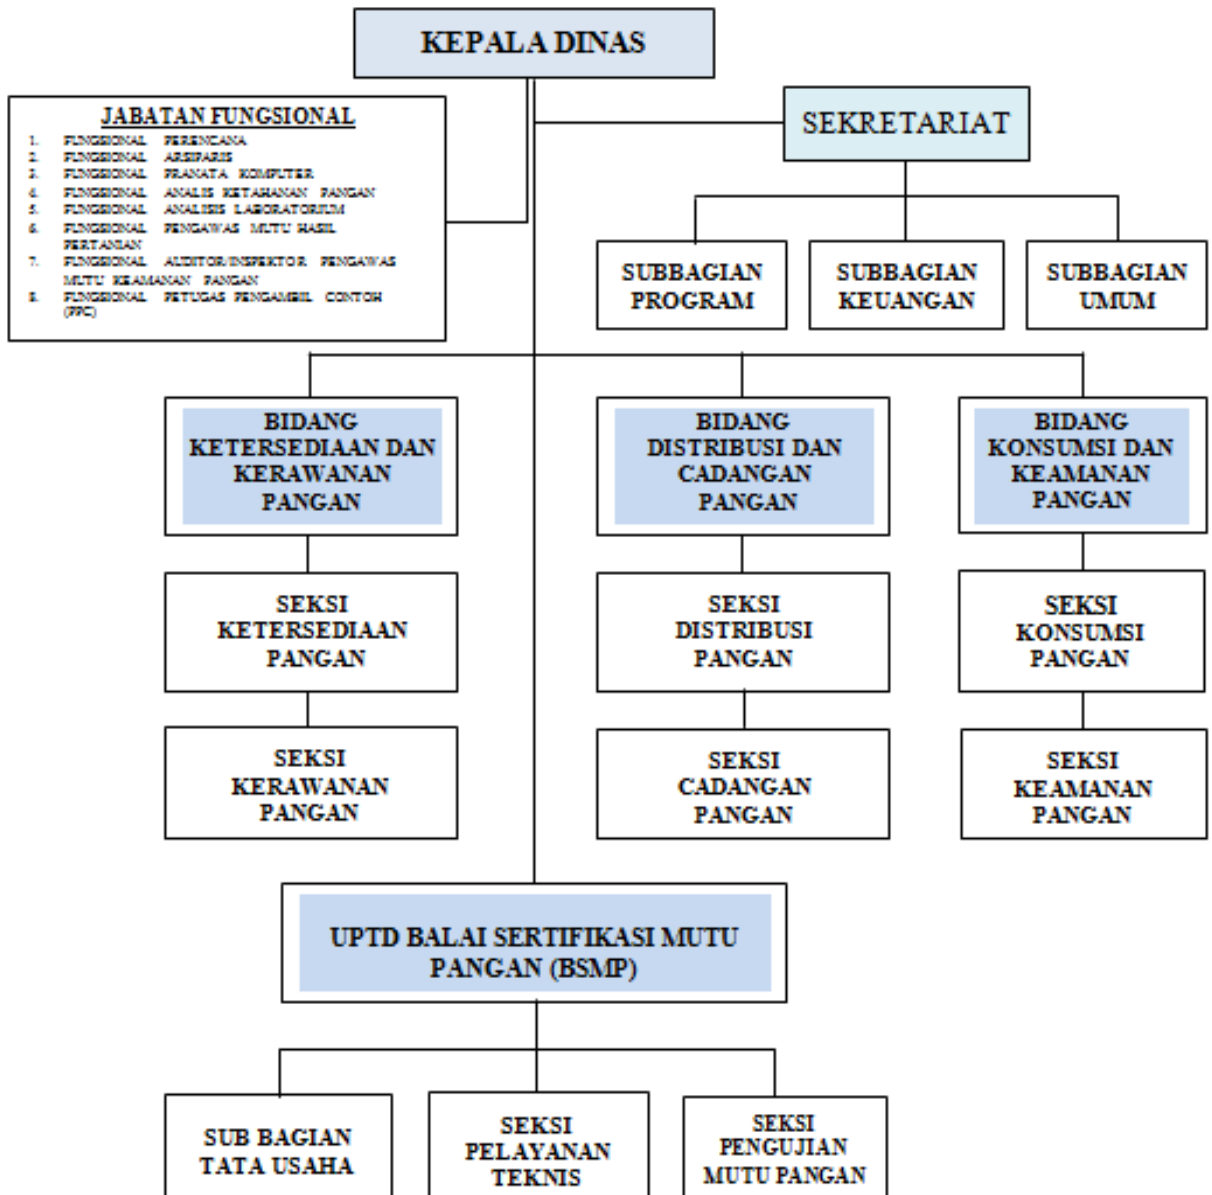 KEPALA DINAS
JABATAN FUNGSIONAL
1. FUNGSIONAL PERENCANA
2. FUNGSIONAL ARSIPARIS
3. FUNGSIONAL PRANATA KOMPUTER
4. FUNGSIONAL ANALIS KETAHANAN PANGAN
5. FUNGSIONAL ANALISIS LABORATORIUM
6. FUNGSIONAL PENGAWAS MUTU HASIL
PERTANIAN
7. FUNGSIONAL AUDITOR/INSPEKTOR PENGAWAS
MUTU KEAMANAN PANGAN
8. FUNGSIONAL PETUGAS PENGAMBIL CONTOH
(PPC)
SEKRETARIAT
SUBBAGIAN
PROGRAM
SUBBAGIAN
KEUANGAN
SUBBAGIAN
UMUM
BIDANG
KETERSEDIAAN DAN
KERAWANAN
PANGAN
BIDANG
DISTRIBUSI DAN
CADANGAN
PANGAN
BIDANG
KONSUMSI DAN
KEAMANAN
PANGAN
SEKSI
KETERSEDIAAN
PANGAN
SEKSI
DISTRIBUSI
PANGAN
SEKSI
KONSUMSI
PANGAN
SEKSI
KERAWANAN
PANGAN
SEKSI
CADANGAN
PANGAN
SEKSI
KEAMANAN
PANGAN
UPTD BALAI SERTIFIKASI MUTU
PANGAN (BSMP)
SUB BAGIAN
TATA USAHA
SEKSI
PELAYANAN
TEKNIS
SEKSI
PENGUJIAN
MUTU PANGAN